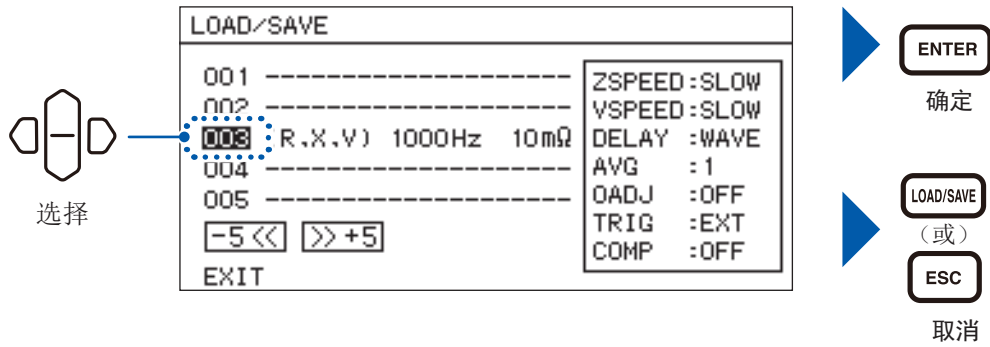 LOAD/SAVE
001 --------------------
002 --------------------
003 (R.X.V) 1000Hz 10mΩ
004 --------------------
005 --------------------
-5<< >>+5
EXIT
ZSPEED:SLOW
VSPEED:SLOW
DELAY :WAVE
AVG :1
OADJ :OFF
TRIG :EXT
COMP :OFF
选择
ENTER
确定
LOAD/SAVE
（或）
ESC
取消